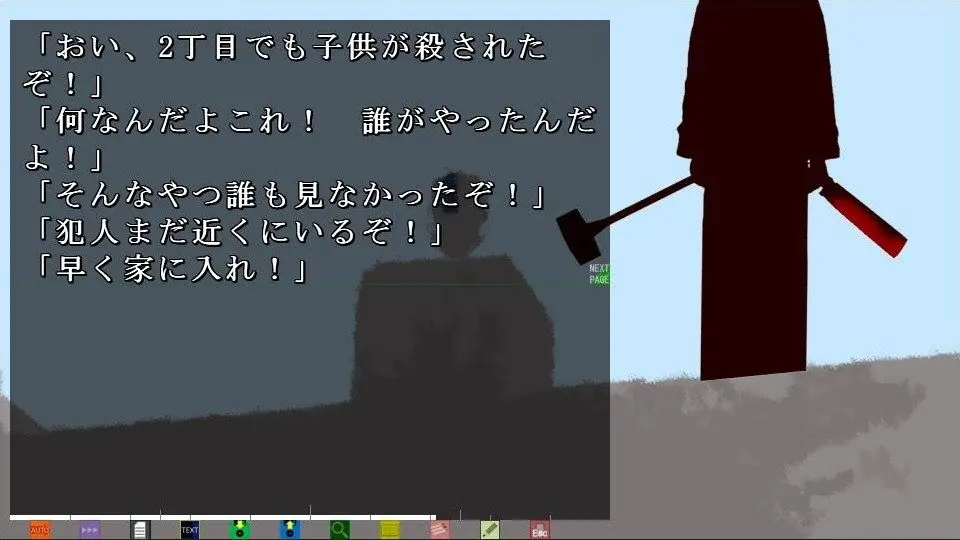 「おい、2丁目でも子供が殺された
ぞ！」
「何なんだよこれ！　誰がやったんだ
よ！」
「そんなやつ誰も見なかったぞ！」
「犯人まだ近くにいるぞ！」
「早く家に入れ！」
NEXT
PAGE
AUTO
TEXT
Esc